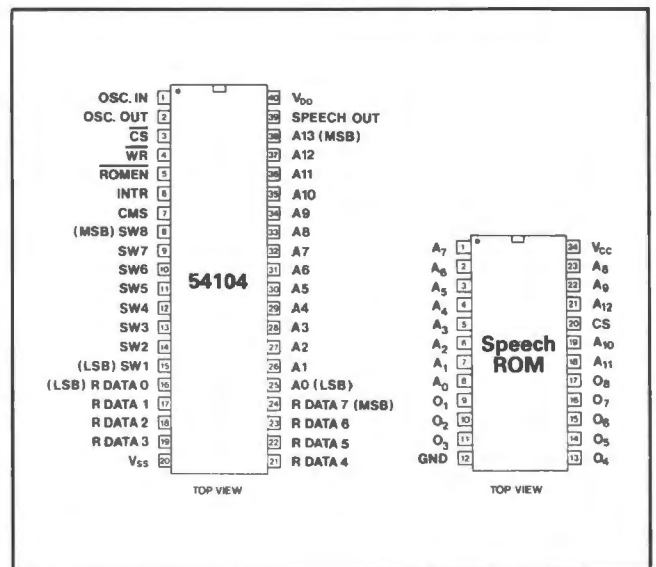 OSC. IN 1
OSC. OUT 2
CS 3
WR 4
ROMEN 5
INTR 6
CMS 7
(MSB) SW8 8
SW7 9
SW6 10
SW5 11
SW4 12
SW3 13
SW2 14
(LSB) SW1 15
(LSB) R DATA 0 16
R DATA 1 17
R DATA 2 18
R DATA 3 19
VSS 20
54104
40 VDD
39 SPEECH OUT
38 A13 (MSB)
37 A12
36 A11
35 A10
34 A9
33 A8
32 A7
31 A6
30 A5
29 A4
28 A3
27 A2
26 A1
25 A0 (LSB)
24 R DATA 7 (MSB)
23 R DATA 6
22 R DATA 5
21 R DATA 4
TOP VIEW
A7 1
A6 2
A5 3
A4 4
A3 5
A2 6
A1 7
A0 8
O1 9
O2 10
O3 11
GND 12
Speech
ROM
24 VCC
23 A8
22 A9
21 A12
20 CS
19 A10
18 A11
17 O8
16 O7
15 O6
14 O5
13 O4
TOP VIEW